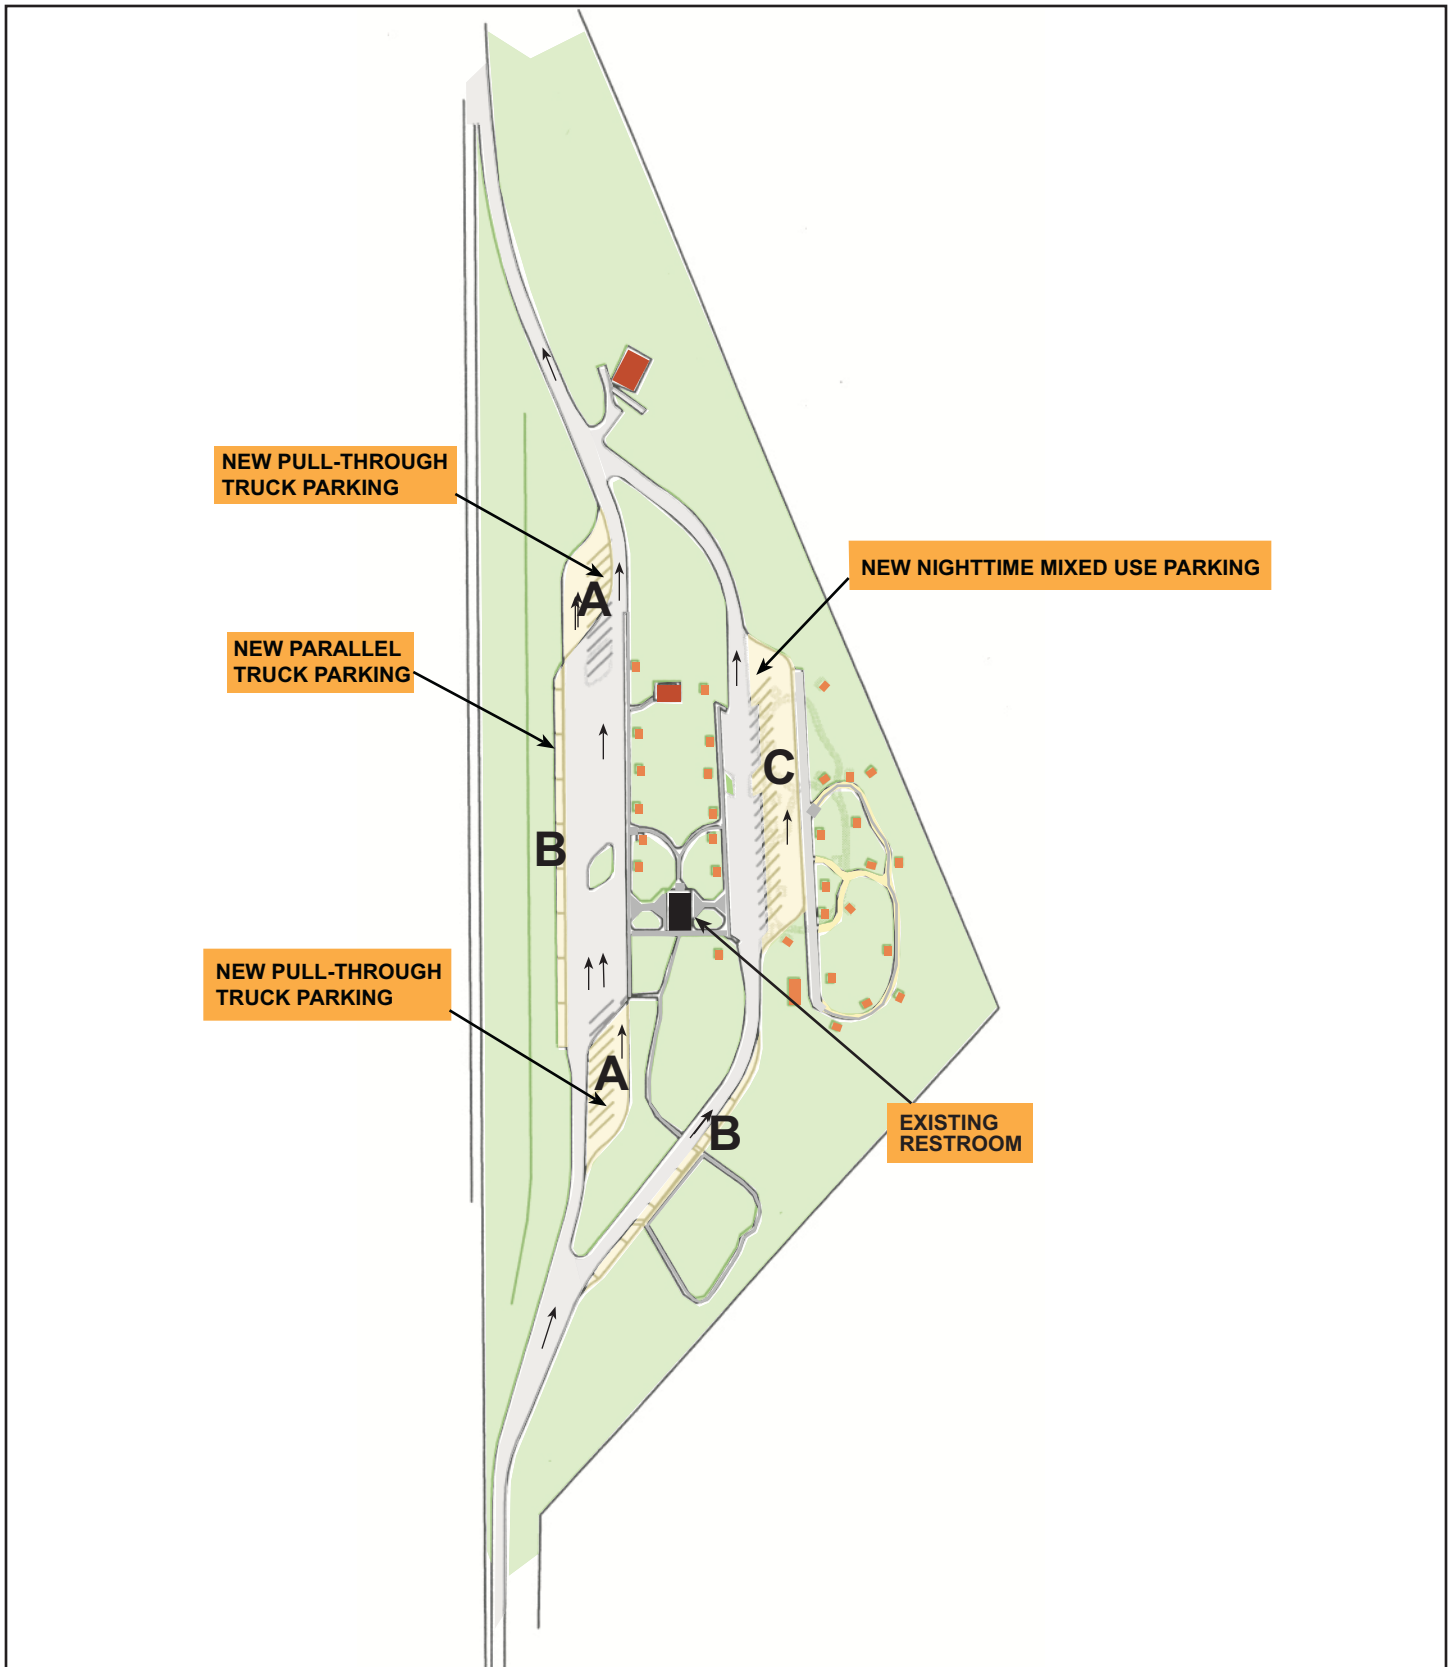 NEW PULL-THROUGH
TRUCK PARKING
NEW NIGHTTIME MIXED USE PARKING
A
NEW PARALLEL
TRUCK PARKING
C
B
NEW PULL-THROUGH
TRUCK PARKING
A
B
EXISTING
RESTROOM